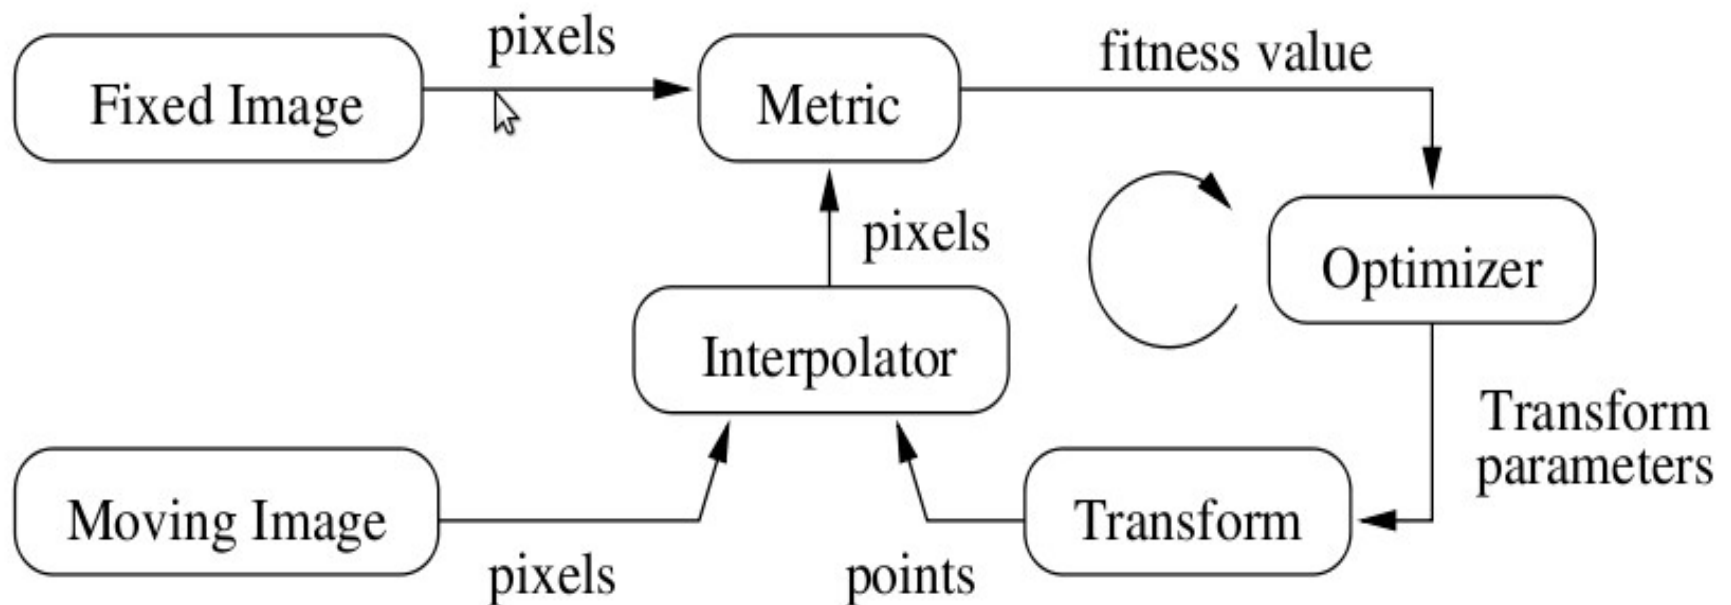 pixels
fitness value
Fixed Image
Metric
pixels
Optimizer
Interpolator
Transform
parameters
Moving Image
Transform
pixels
points